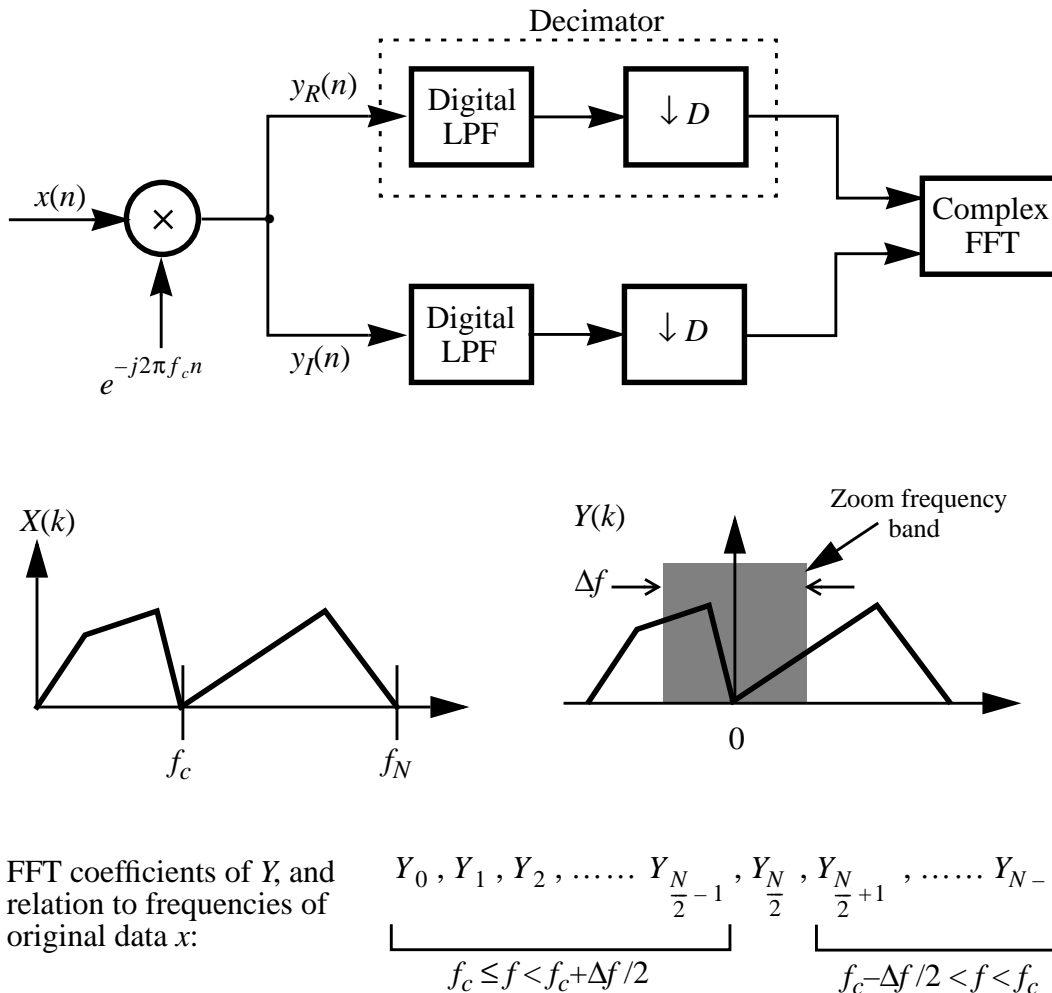 Decimator
y_R(n)
Digital LPF
↓ D
x(n)
×
Complex FFT
e^{-j2πf_c n}
y_I(n)
Digital LPF
↓ D
X(k)
f_c
f_N
Y(k)
Zoom frequency band
Δf
0
FFT coefficients of Y, and
relation to frequencies of
original data x:
Y_0 , Y_1 , Y_2 , …… Y_{N/2 - 1} , Y_{N/2} , Y_{N/2 + 1} , …… Y_{N-
f_c ≤ f < f_c+Δf/2
f_c–Δf/2 < f < f_c